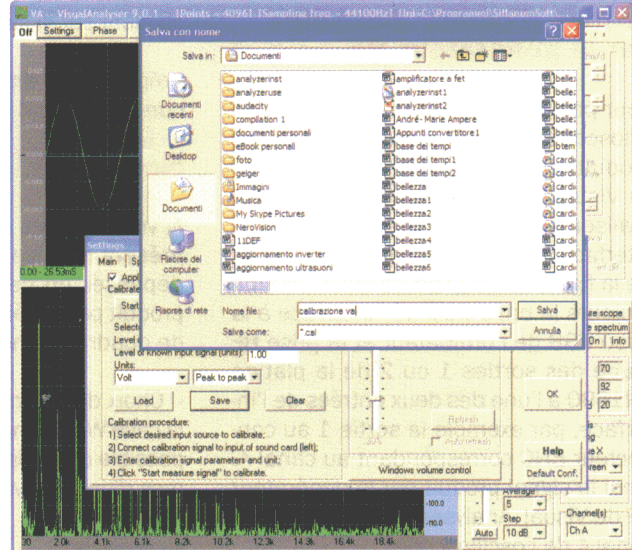 VA - VisualAnalyser 9.0.1 - [Points = 4096] [Sampling freq. = 44100Hz]
Off Settings Phase
Salva con nome
Salva in: Documenti
Documenti recenti
Desktop
Documenti
Risorse del computer
Risorse di rete
analyzerinst
analyzeruse
audacity
compilation 1
documenti personali
eBook personali
foto
geiger
Immagini
Musica
My Skype Pictures
NeroVision
11DEF
aggiornamento inverter
aggiornamento ultrasuoni
amplificatore a fet
analyzerinst1
analyzerinst2
André- Marie Ampere
Appunti convertitore1
base dei tempi
base dei tempi1
base dei tempi2
bellezza
bellezza1
bellezza2
bellezza3
bellezza4
bellezza5
bellezza6
Nome file: calibrazione va
Salva
Salva come: *.cal
Annulla
0.00 - 26.53mS
Settings
Main
Level of known input signal (units): 1.00
Units:
Volt Peak to peak
Load Save Clear
Calibration procedure:
1) Select desired input source to calibrate;
2) Connect calibration signal to input of sound card (left);
3) Enter calibration signal parameters and unit;
4) Click "Start measure signal" to calibrate.
Windows volume control
OK
Help
Default Conf.
On Info
70
92
20
Average
5
Step
Auto 10 dB
Channel(s)
Ch A
-100.0
-110.0
30 2.0k 4.1k 6.1k 8.2k 10.2k 12.3k 14.3k 16.4k 18.4k